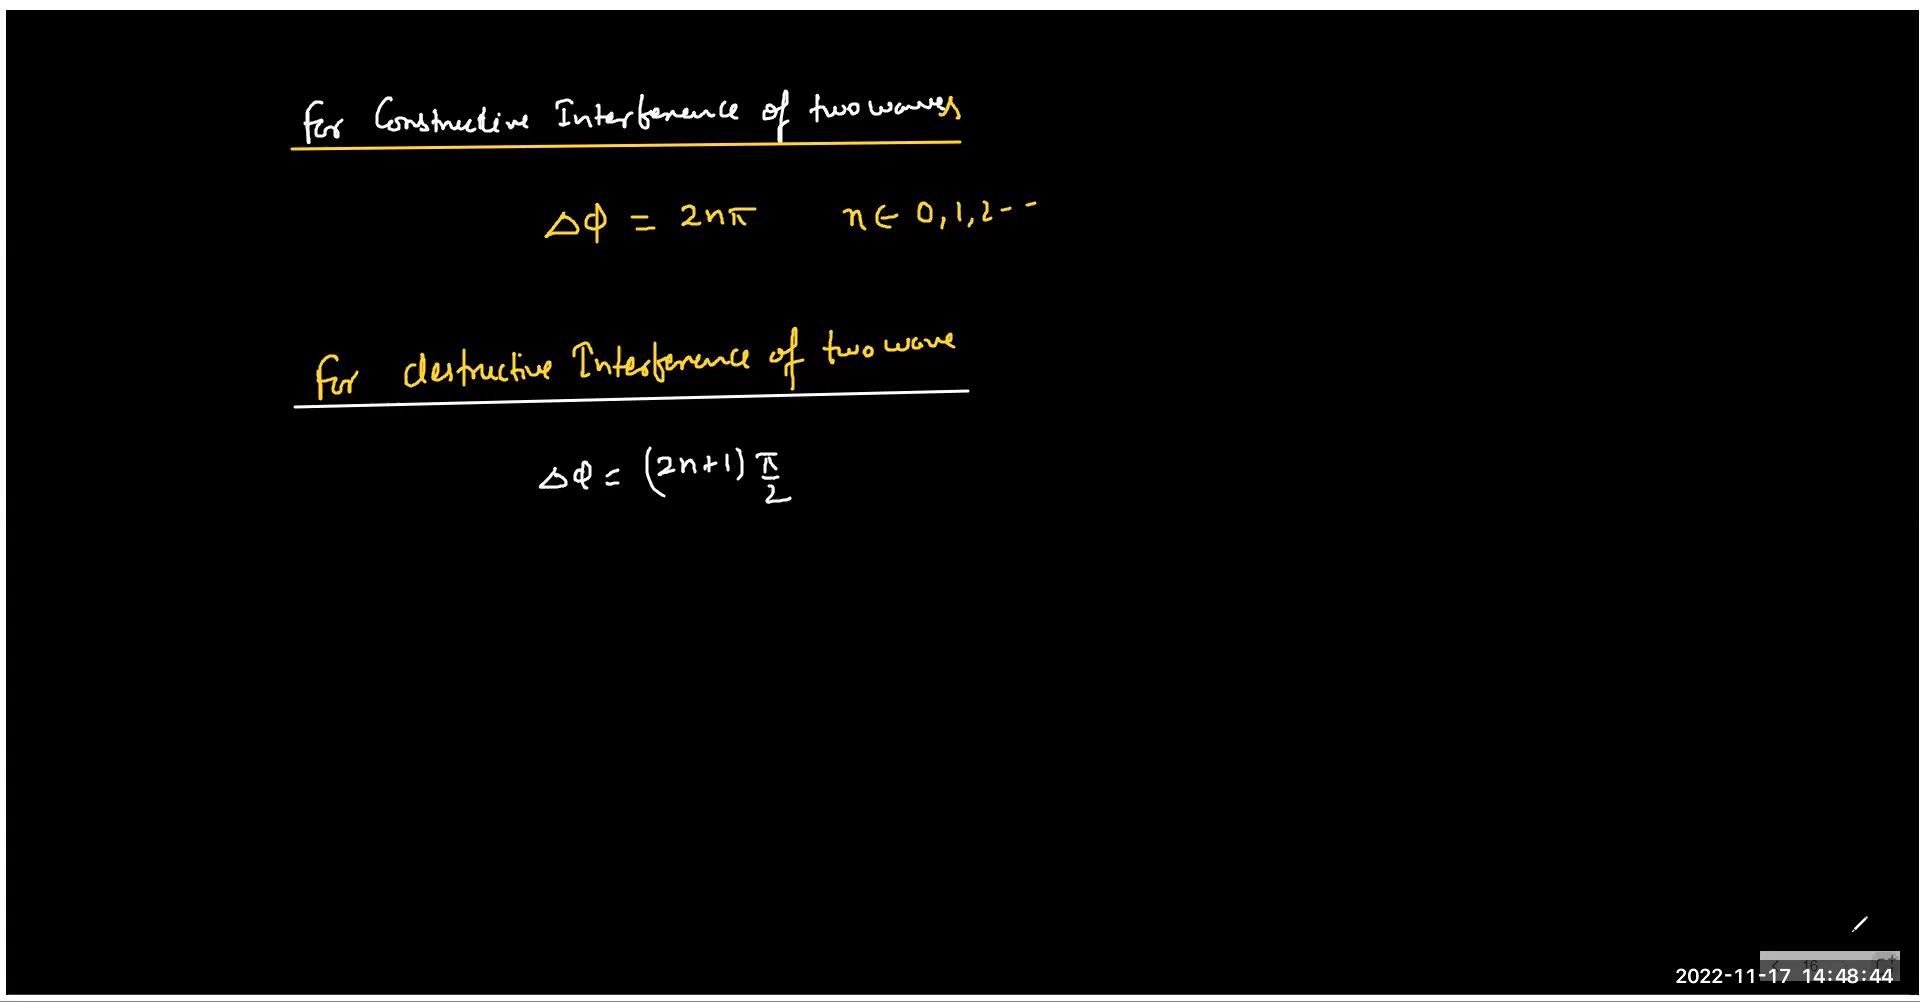 For Constructive Interference of two waves
Δϕ = 2nπ n ∈ 0,1,2--
For destructive Interference of two wave
Δϕ = (2n+1) π/2
16
2022-11-17 14:48:44